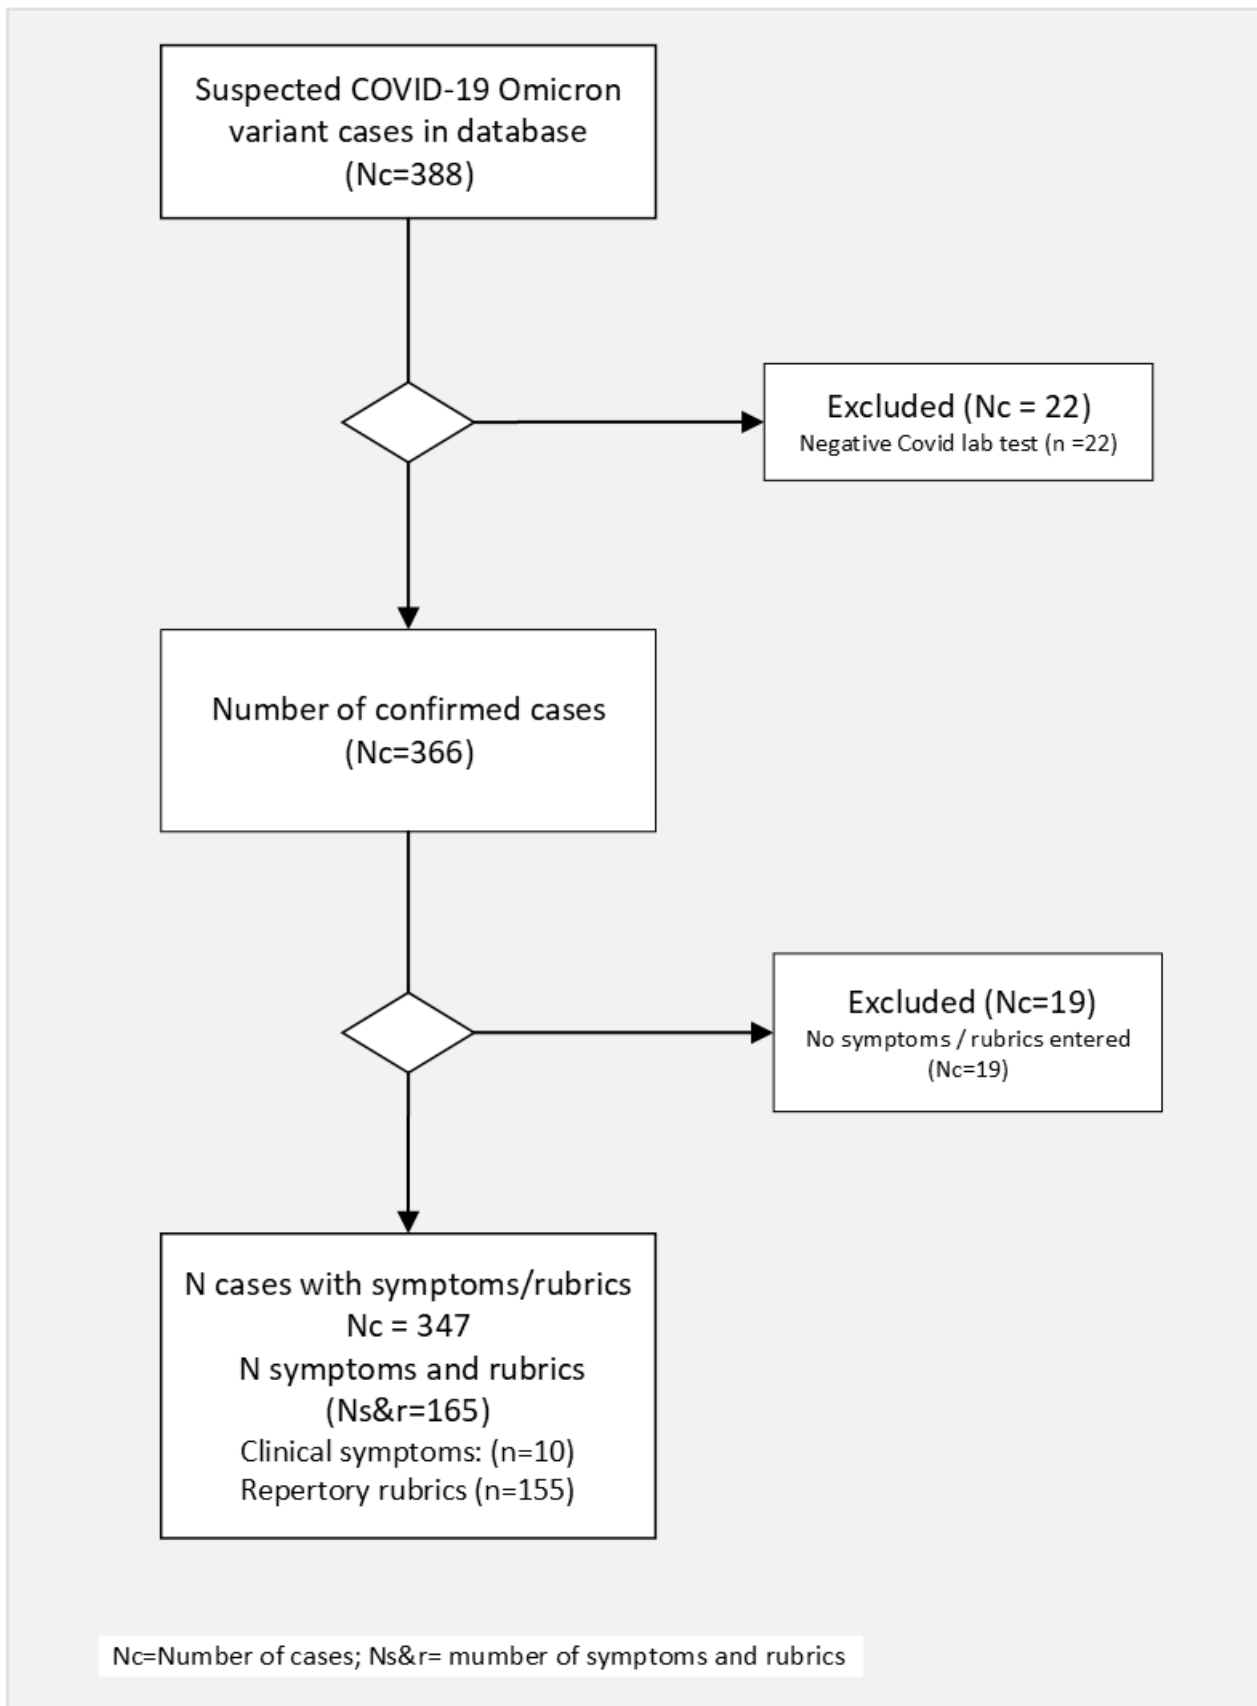 Suspected COVID-19 Omicron
variant cases in database
(Nc=388)
Excluded (Nc = 22)
Negative Covid lab test (n =22)
Number of confirmed cases
(Nc=366)
Excluded (Nc=19)
No symptoms / rubrics entered
(Nc=19)
N cases with symptoms/rubrics
Nc = 347
N symptoms and rubrics
(Ns&r=165)
Clinical symptoms: (n=10)
Repertory rubrics (n=155)
Nc=Number of cases; Ns&r= mumber of symptoms and rubrics